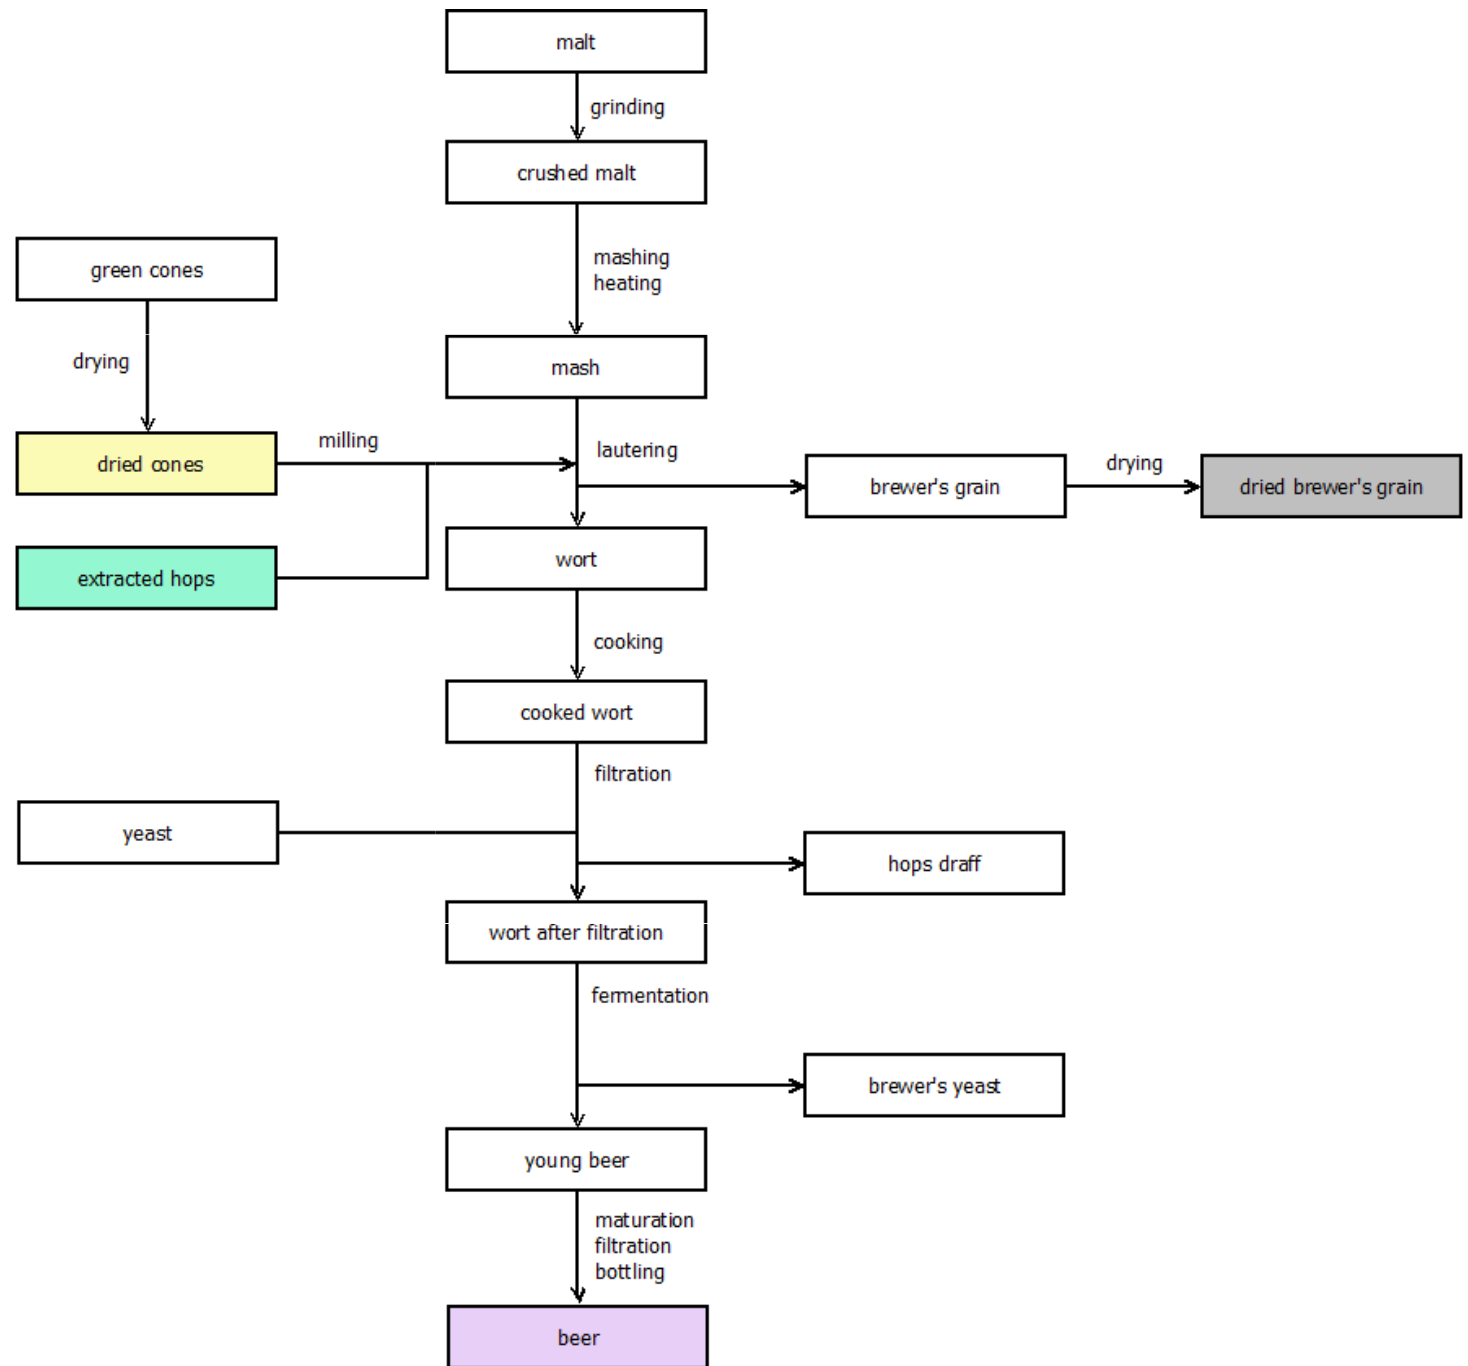 malt
grinding
crushed malt
green cones
mashing
heating
drying
mash
dried cones
milling
lautering
brewer's grain
drying
dried brewer's grain
extracted hops
wort
cooking
cooked wort
filtration
yeast
hops draff
wort after filtration
fermentation
brewer's yeast
young beer
maturation
filtration
bottling
beer